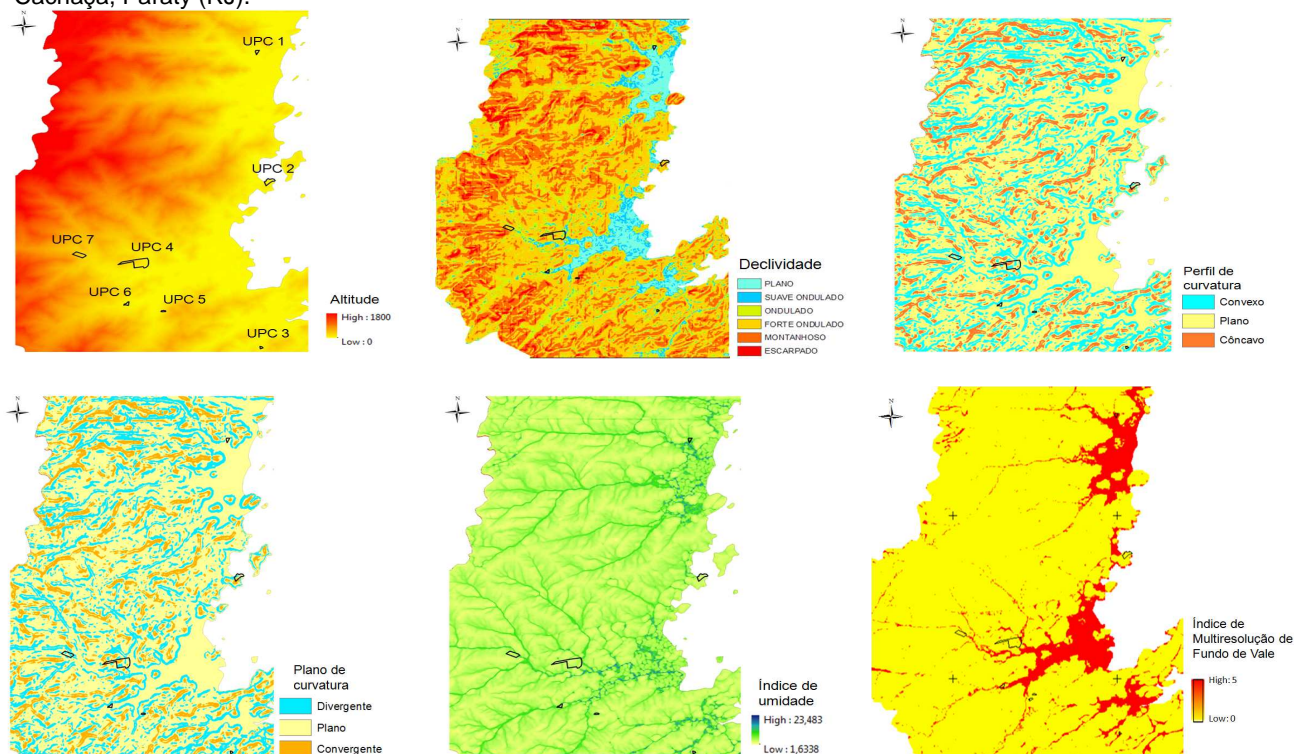 Cachaça, Paraty (RJ).
N
UPC 1
UPC 2
UPC 7
UPC 4
UPC 6
UPC 5
UPC 3
Altitude
High : 1800
Low : 0
N
Declividade
PLANO
SUAVE ONDULADO
ONDULADO
FORTE ONDULADO
MONTANHOSO
ESCARPADO
N
Perfil de
curvatura
Convexo
Plano
Côncavo
N
Plano de
curvatura
Divergente
Plano
Convergente
N
Índice de
umidade
High : 23,483
Low : 1,6338
N
Índice de
Multiresolução de
Fundo de Vale
High: 5
Low: 0